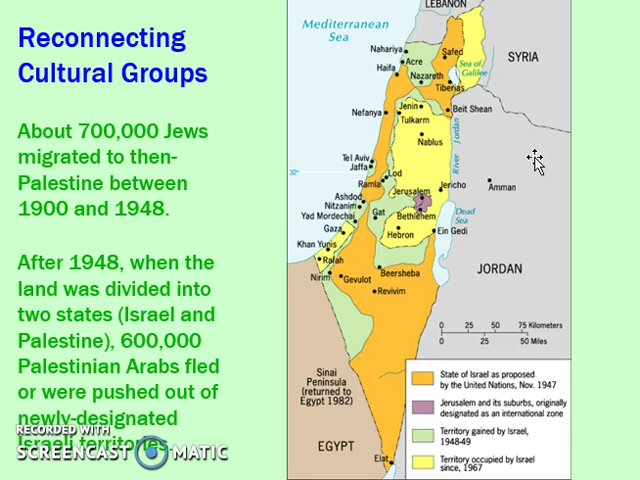 Reconnecting
Cultural Groups
About 700,000 Jews
migrated to then-
Palestine between
1900 and 1948.
After 1948, when the
land was divided into
two states (Israel and
Palestine), 600,000
Palestinian Arabs fled
or were pushed out of
newly-designated
Israeli territories.
RECORDED WITH
SCREENCAST MATIC
LEBANON
Mediterranean
Sea
SYRIA
Nahariya
Safed
Acre
Sea of
Galilee
Haifa
Nazareth
Tiberias
Jenin
Beit Shean
Nefanya
Tulkarm
Nablus
River Jordan
Tel Aviv
Jaffa
32°
Lod
Ramla
Jericho
Amman
Jerusalem
Ashdod
Nitzanim
Yad Mordechai
Gat
Bethlehem
Dead
Sea
Gaza
Hebron
Ein Gedi
Khan Yunis
Rafah
Beersheba
JORDAN
Nirim
Gevulot
Revivim
0 25 50 75 Kilometers
0 25 50 Miles
Sinai
Peninsula
(returned to
Egypt 1982)
EGYPT
Elat
State of Israel as proposed
by the United Nations, Nov. 1947
Jerusalem and its suburbs, originally
designated as an international zone
Territory gained by Israel,
1948-49
Territory occupied by Israel
since, 1967